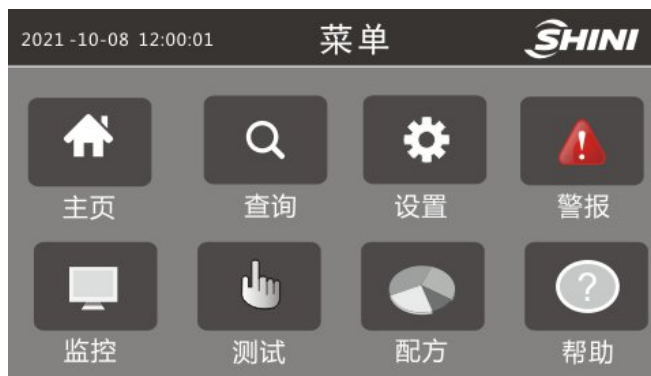 2021-10-08 12:00:01 菜单 SHINI
主页 查询 设置 警报
监控 测试 配方 帮助